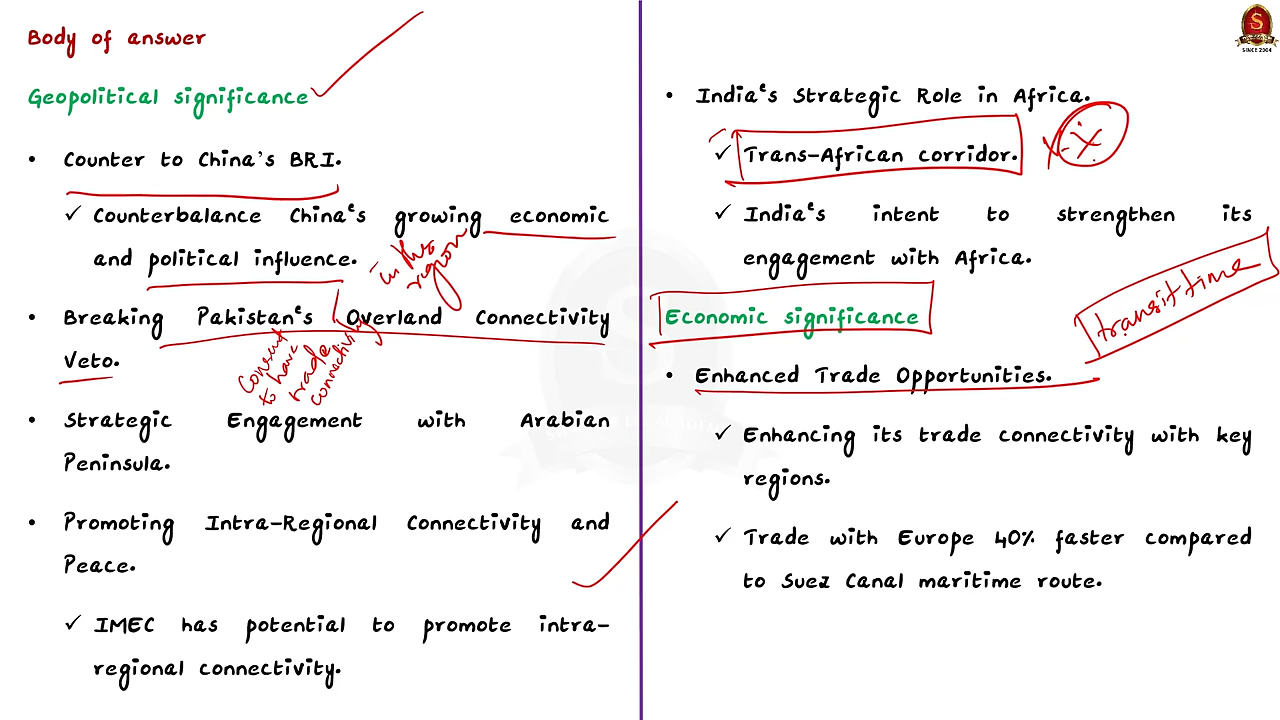 Body of answer
Geopolitical significance
• Counter to China's BRI.
✓ Counterbalance China's growing economic
and political influence.
in the
region
• Breaking Pakistan's Overland Connectivity
Veto.
Consent
to have
trade
connectivity
• Strategic Engagement with Arabian
Peninsula.
• Promoting Intra-Regional Connectivity and
Peace.
✓ IMEC has potential to promote intra-
regional connectivity.
S
SINCE 2004
• India's Strategic Role in Africa.
✓ Trans-African corridor.
✓ India's intent to strengthen its
engagement with Africa.
transit time
Economic significance
• Enhanced Trade Opportunities.
✓ Enhancing its trade connectivity with key
regions.
✓ Trade with Europe 40% faster compared
to Suez Canal maritime route.